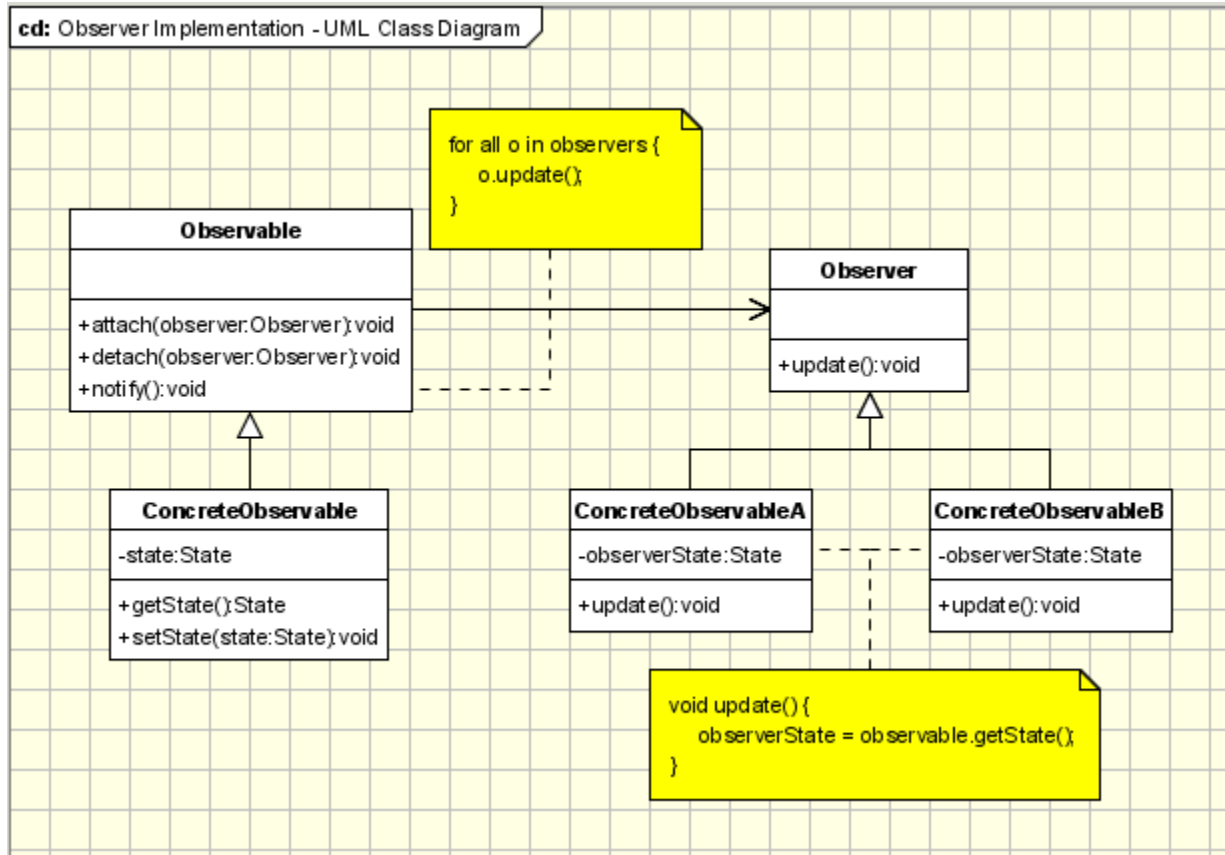 cd: Observer Implementation - UML Class Diagram
for all o in observers {
o.update();
}
Observable
+attach(observer:Observer):void
+detach(observer:Observer):void
+notify():void
Observer
+update():void
ConcreteObservable
-state:State
+getState():State
+setState(state:State):void
ConcreteObservableA
-observerState:State
+update():void
ConcreteObservableB
-observerState:State
+update():void
void update() {
observerState = observable.getState();
}